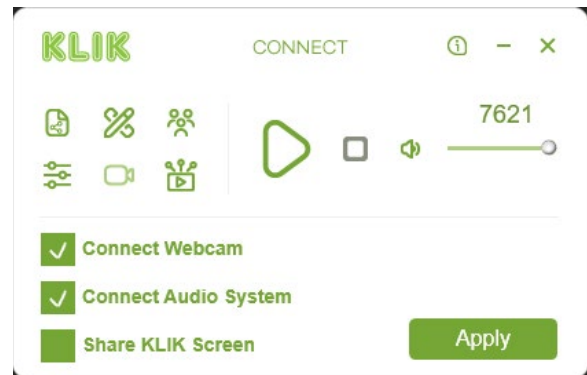 KLIK CONNECT
7621
Connect Webcam
Connect Audio System
Share KLIK Screen
Apply